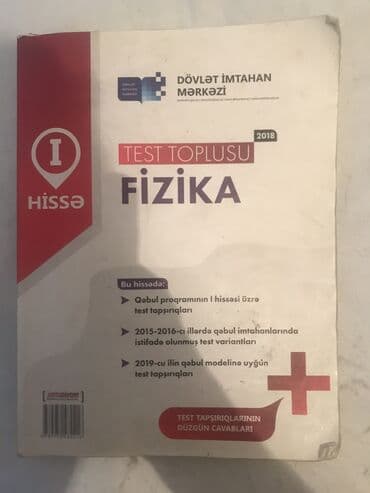 DÖVLƏT İMTAHAN
MƏRKƏZİ
I
HİSSƏ
2018
TEST TOPLUSU
FİZİKA
Bu hissədə:
Qəbul proqramının I hissəsi üzrə
test tapşırıqları
2015-2016-cı illərdə qəbul imtahanlarında
istifadə olunmuş test variantları
2019-cu ilin qəbul modelinə uyğun
test tapşırıqları
TEST TAPŞIRIQLARININ
DÜZGÜN CAVABLARI